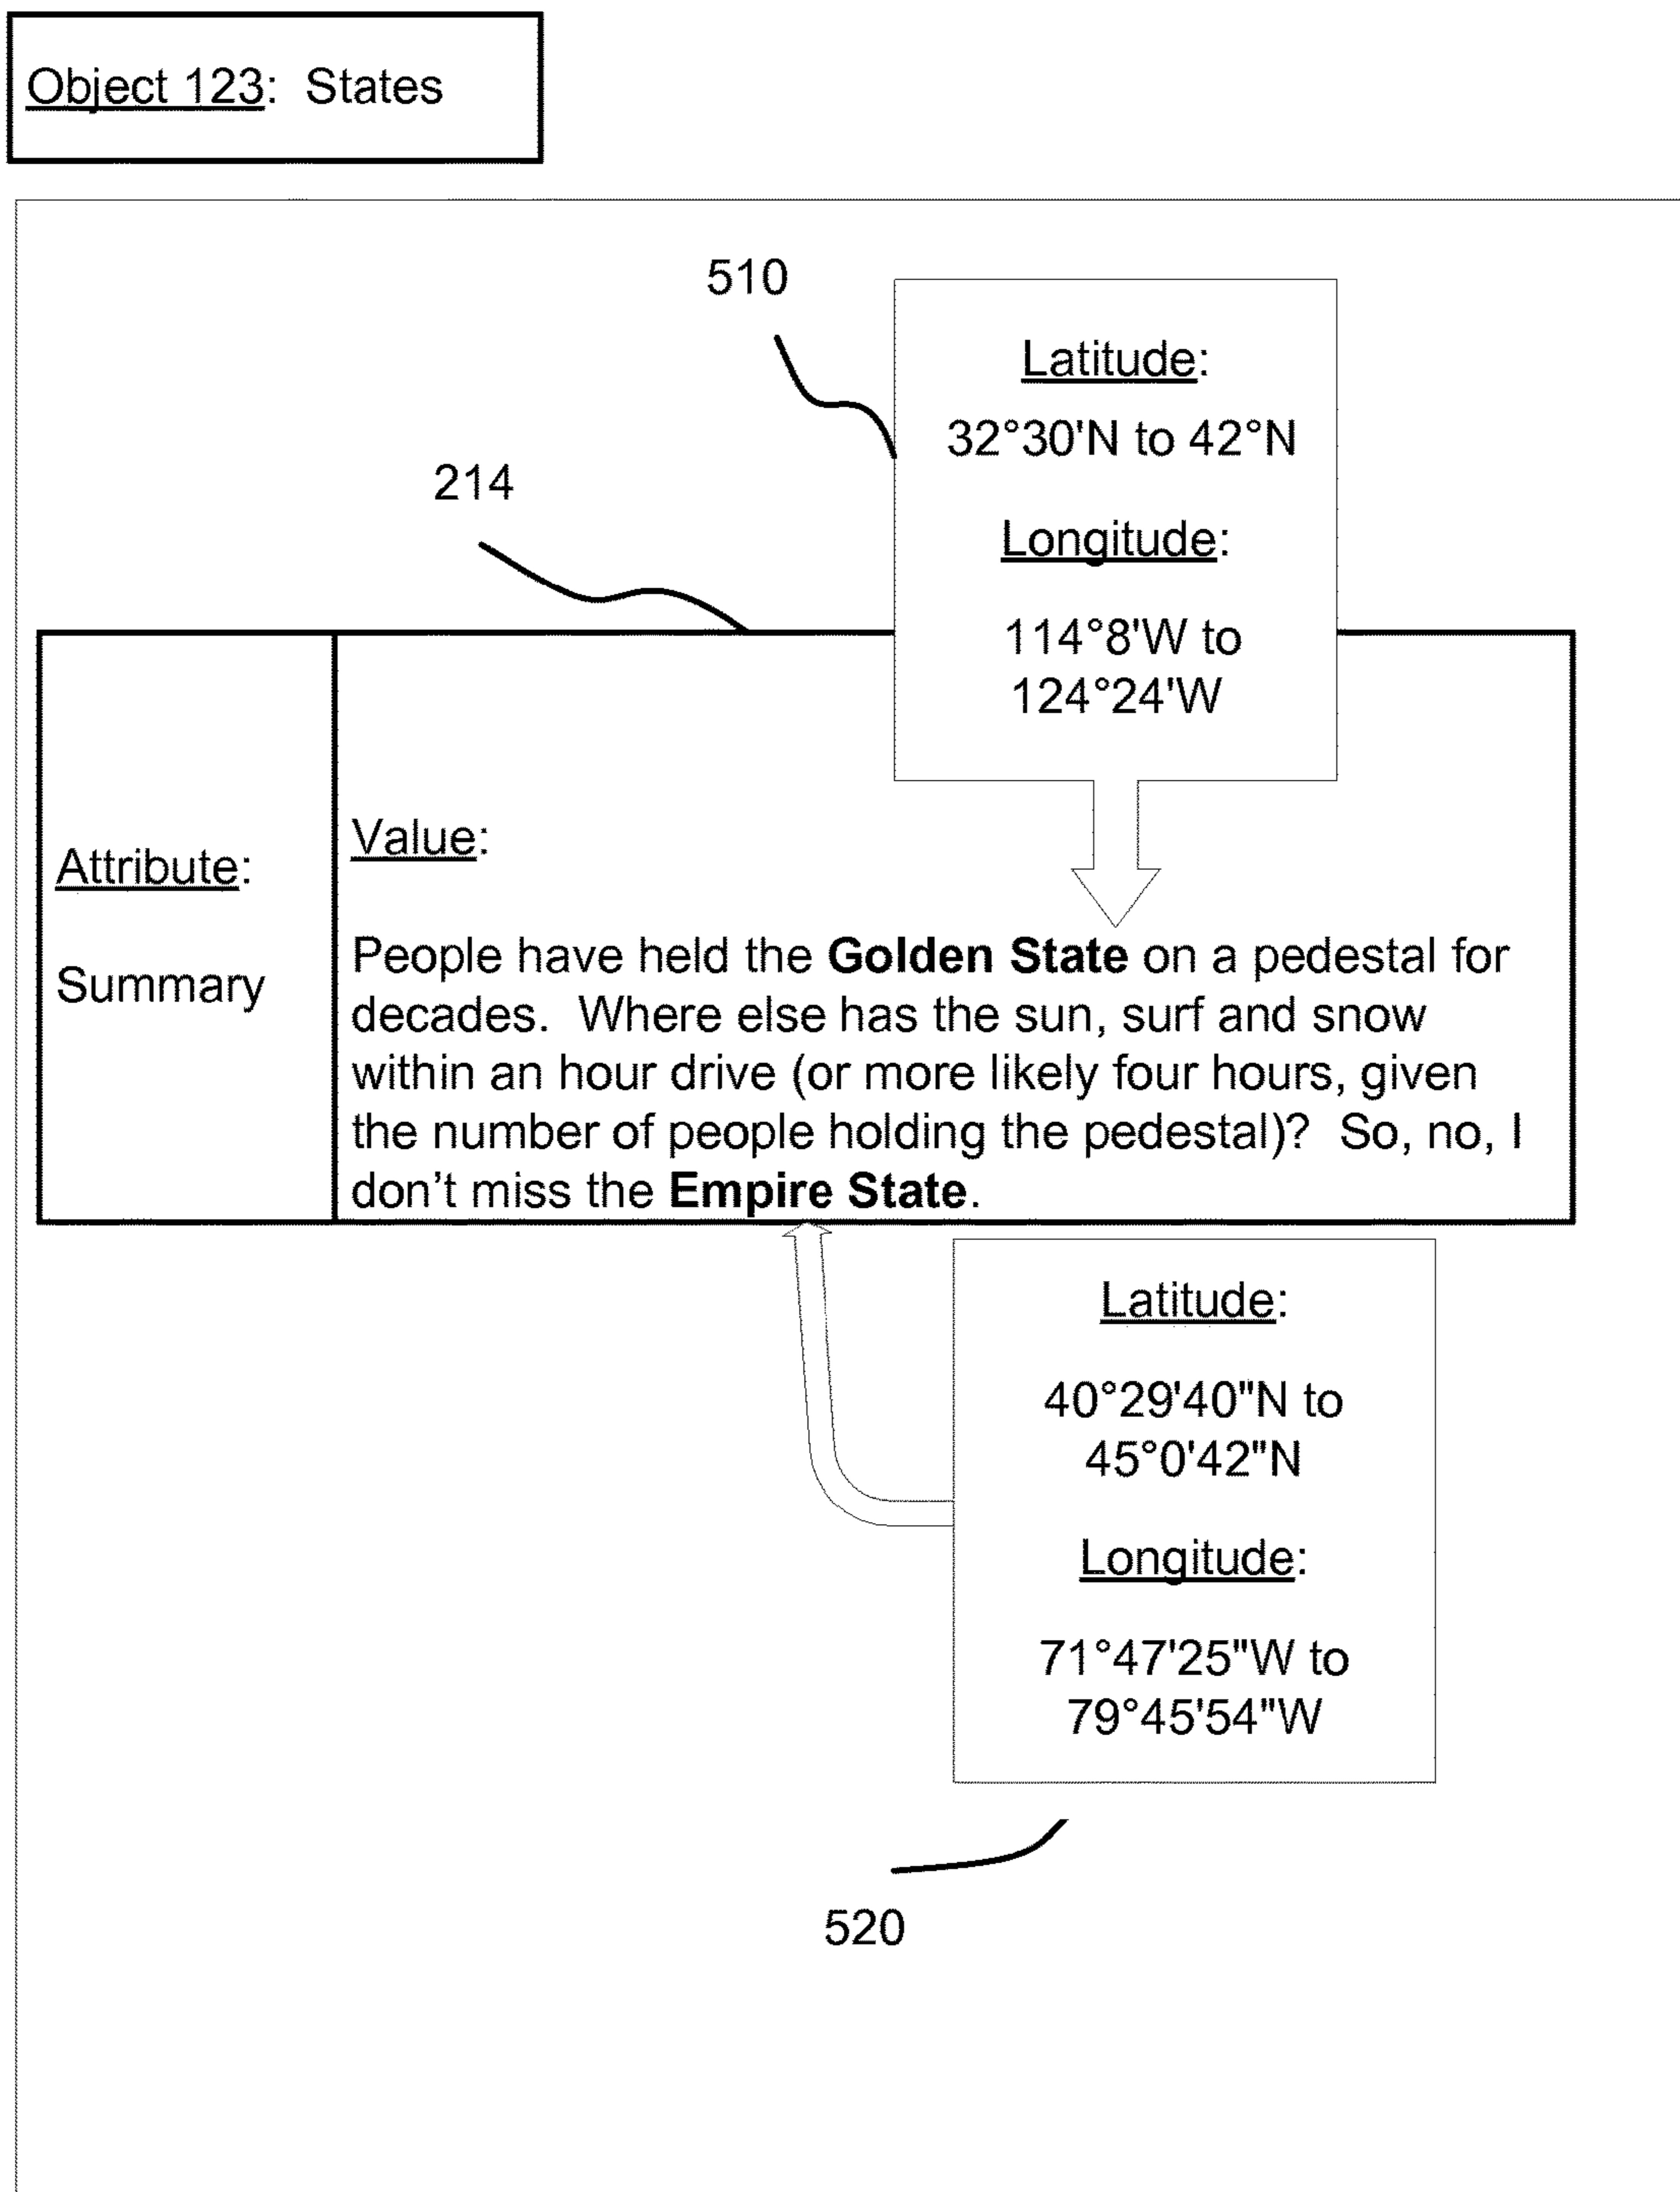 Object 123:  States
510
Latitude:
32°30'N to 42°N
Longitude:
114°8'W to
124°24'W
214
Attribute:
Summary
Value:
People have held the Golden State on a pedestal for
decades.  Where else has the sun, surf and snow
within an hour drive (or more likely four hours, given
the number of people holding the pedestal)?  So, no, I
don't miss the Empire State.
Latitude:
40°29'40"N to
45°0'42"N
Longitude:
71°47'25"W to
79°45'54"W
520